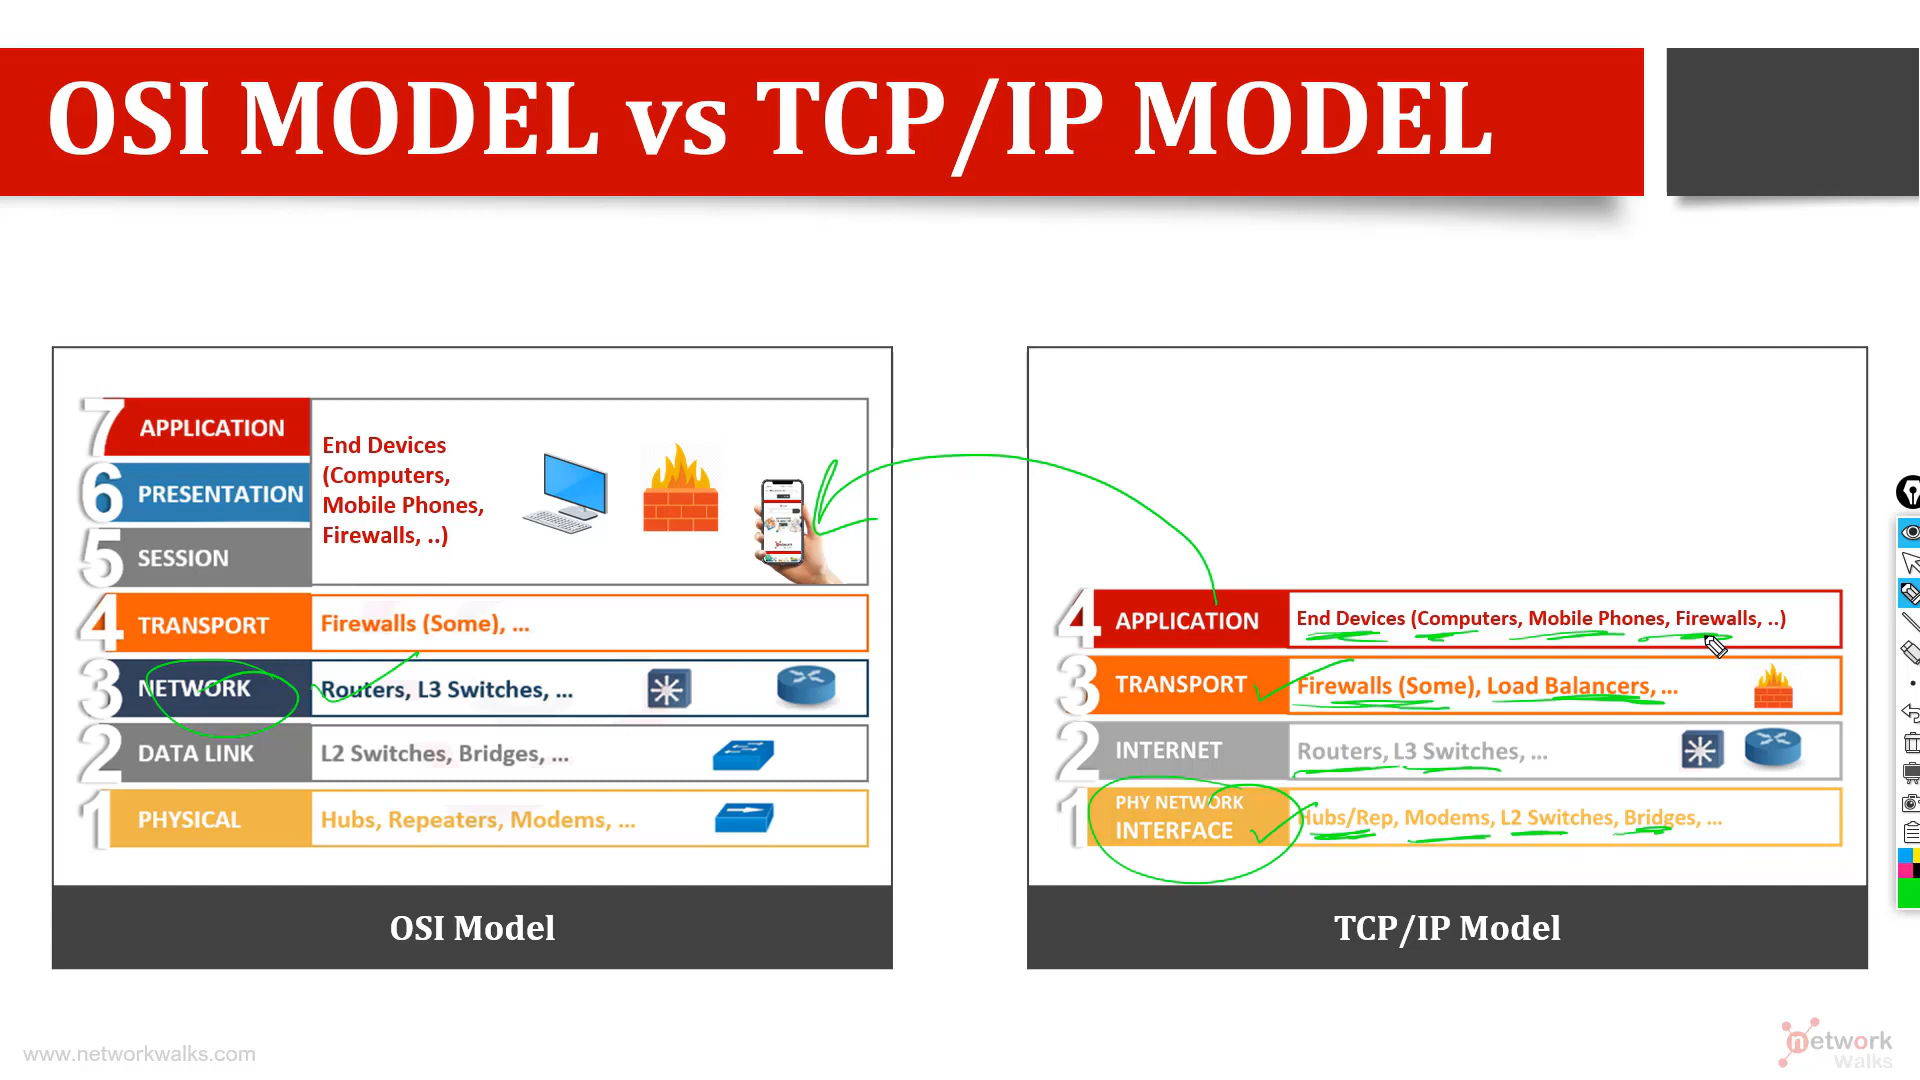 OSI MODEL vs TCP/IP MODEL
7 APPLICATION
6 PRESENTATION
5 SESSION
End Devices
(Computers,
Mobile Phones,
Firewalls, ..)
4 TRANSPORT Firewalls (Some), ...
3 NETWORK Routers, L3 Switches, ...
2 DATA LINK L2 Switches, Bridges, ...
1 PHYSICAL Hubs, Repeaters, Modems, ...
OSI Model
4 APPLICATION End Devices (Computers, Mobile Phones, Firewalls, ..)
3 TRANSPORT Firewalls (Some), Load Balancers, ...
2 INTERNET Routers, L3 Switches, ...
1 PHY NETWORK
INTERFACE
Hubs/Rep, Modems, L2 Switches, Bridges, ...
TCP/IP Model
www.networkwalks.com
network
Walks